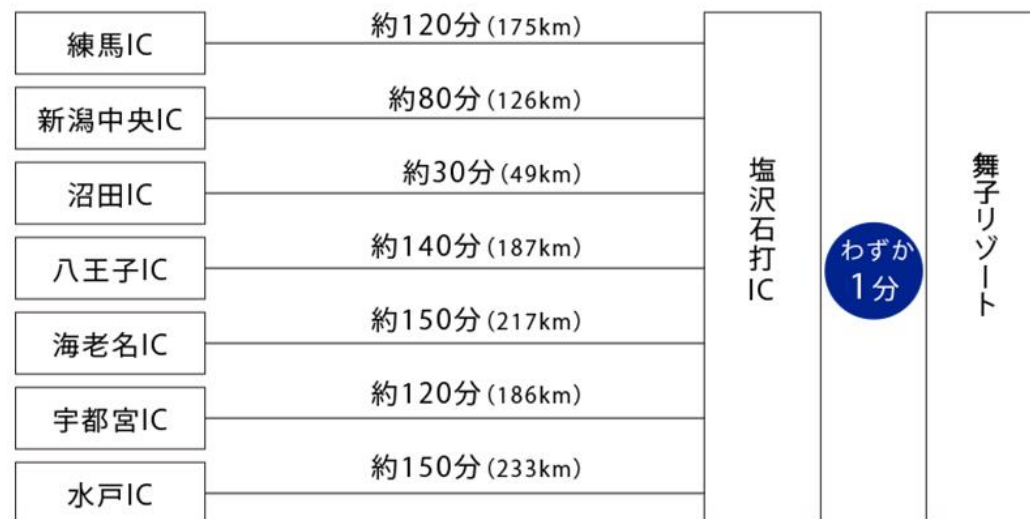 練馬IC
約120分(175km)
新潟中央IC
約80分(126km)
沼田IC
約30分(49km)
八王子IC
約140分(187km)
海老名IC
約150分(217km)
宇都宮IC
約120分(186km)
水戸IC
約150分(233km)
塩沢石打IC
わずか
1分
舞子リゾート